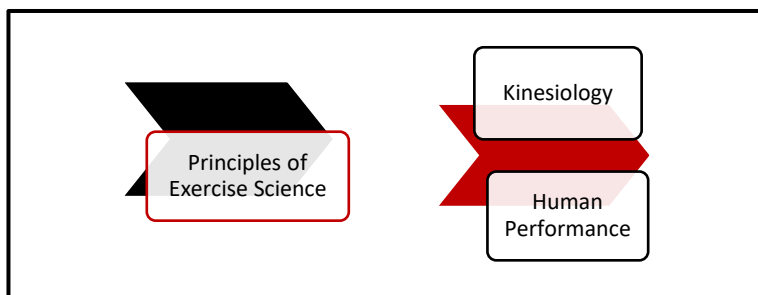 Principles of
Exercise Science
Kinesiology
Human
Performance